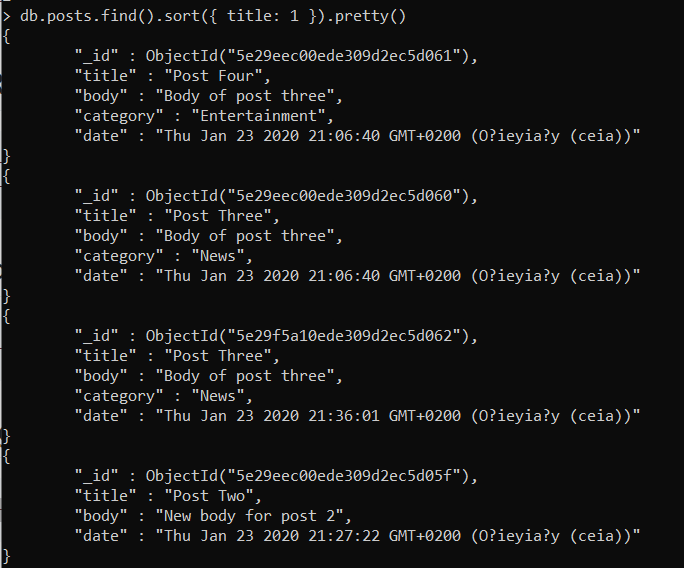 > db.posts.find().sort({ title: 1 }).pretty()
{
        "_id" : ObjectId("5e29eec00ede309d2ec5d061"),
        "title" : "Post Four",
        "body" : "Body of post three",
        "category" : "Entertainment",
        "date" : "Thu Jan 23 2020 21:06:40 GMT+0200 (O?ieyia?y (ceia))"
}
{
        "_id" : ObjectId("5e29eec00ede309d2ec5d060"),
        "title" : "Post Three",
        "body" : "Body of post three",
        "category" : "News",
        "date" : "Thu Jan 23 2020 21:06:40 GMT+0200 (O?ieyia?y (ceia))"
}
{
        "_id" : ObjectId("5e29f5a10ede309d2ec5d062"),
        "title" : "Post Three",
        "body" : "Body of post three",
        "category" : "News",
        "date" : "Thu Jan 23 2020 21:36:01 GMT+0200 (O?ieyia?y (ceia))"
}
{
        "_id" : ObjectId("5e29eec00ede309d2ec5d05f"),
        "title" : "Post Two",
        "body" : "New body for post 2",
        "date" : "Thu Jan 23 2020 21:27:22 GMT+0200 (O?ieyia?y (ceia))"
}